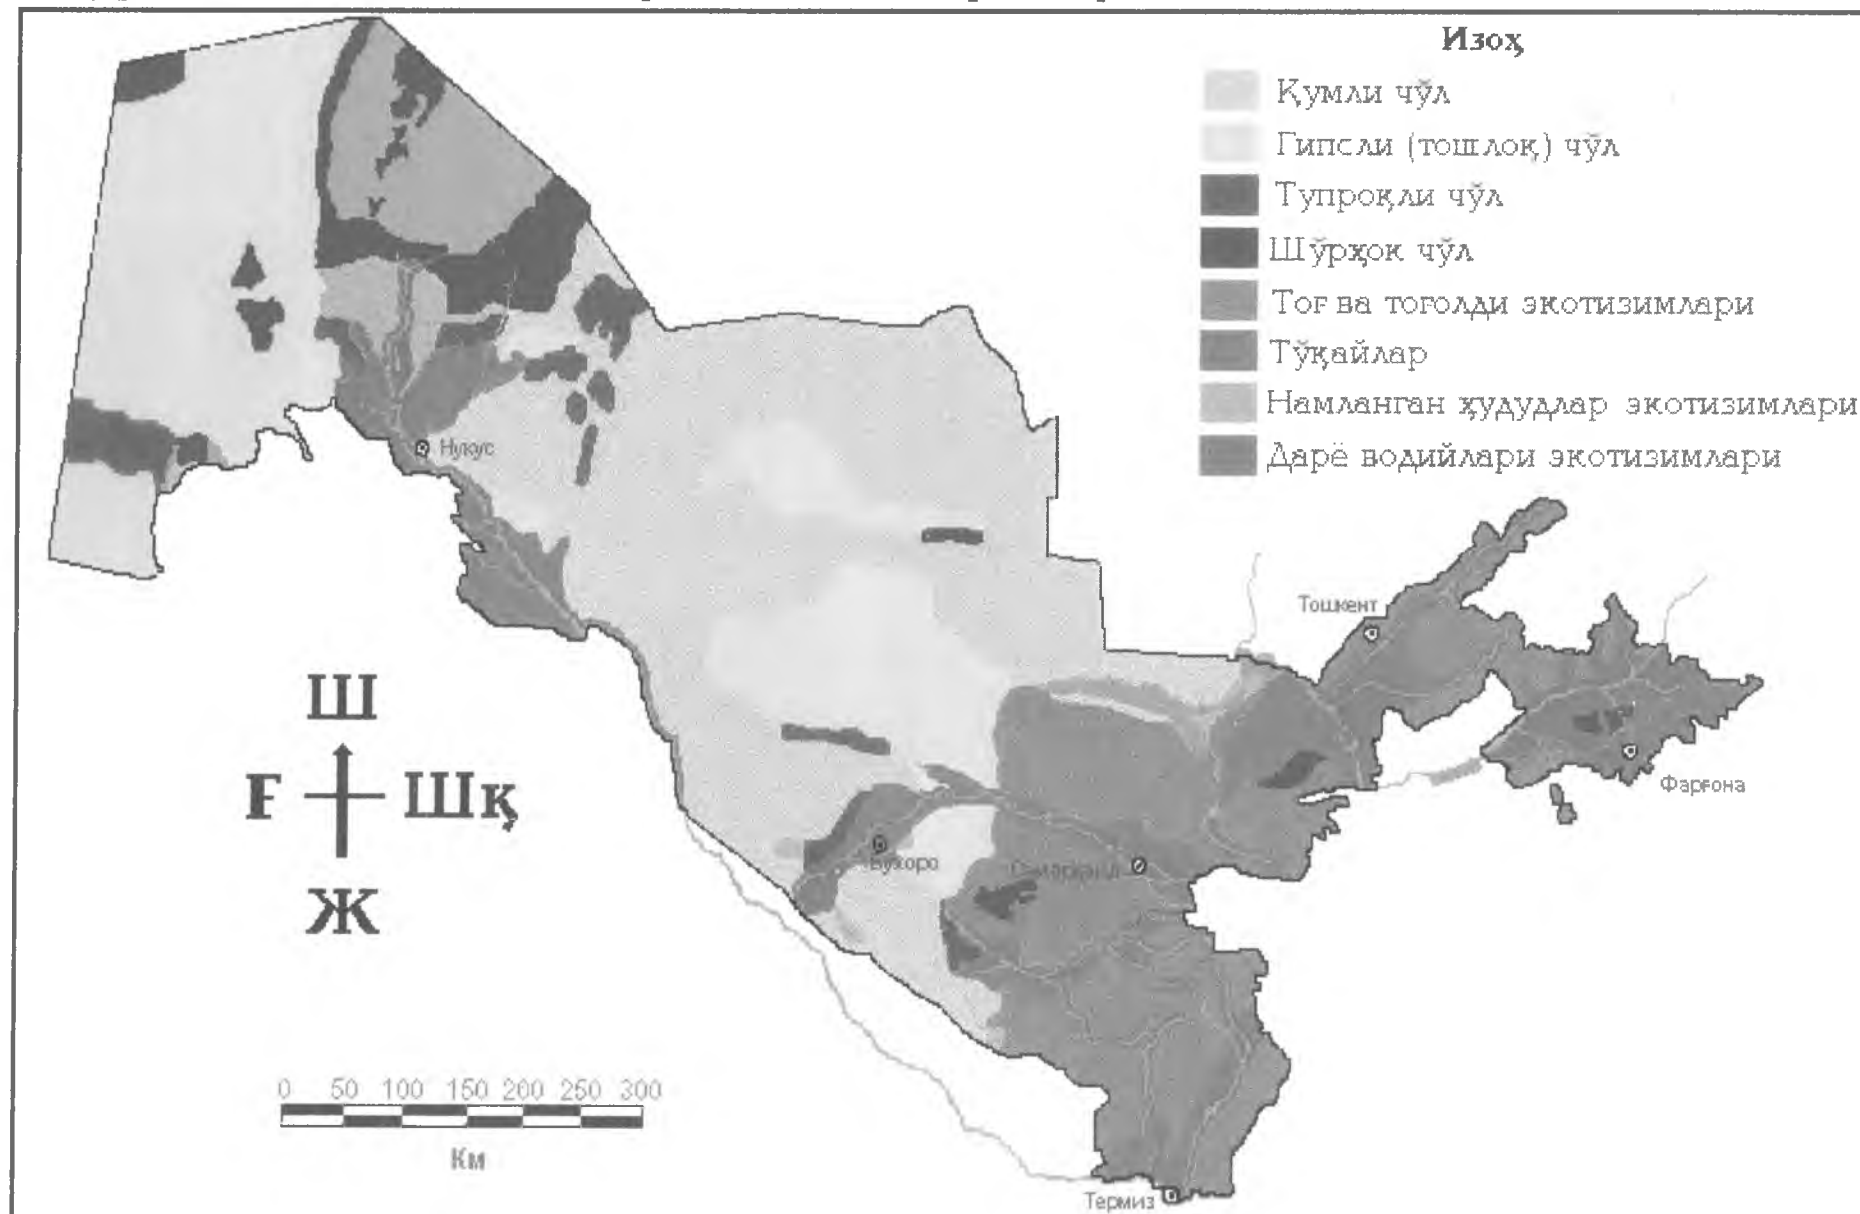 Изоҳ
Қумли чўл
Гипсли (тошлоқ) чўл
Тупроқли чўл
Шўрҳок чўл
Тоғ ва тоғолди экотизимлари
Тўқайлар
Намланган ҳудудлар экотизимлари
Дарё водийлари экотизимлари
Нукус
Тошкент
Фарғона
Бухоро
Самарқанд
Термиз
Ш
Ғ
Шқ
Ж
0 50 100 150 200 250 300
Км